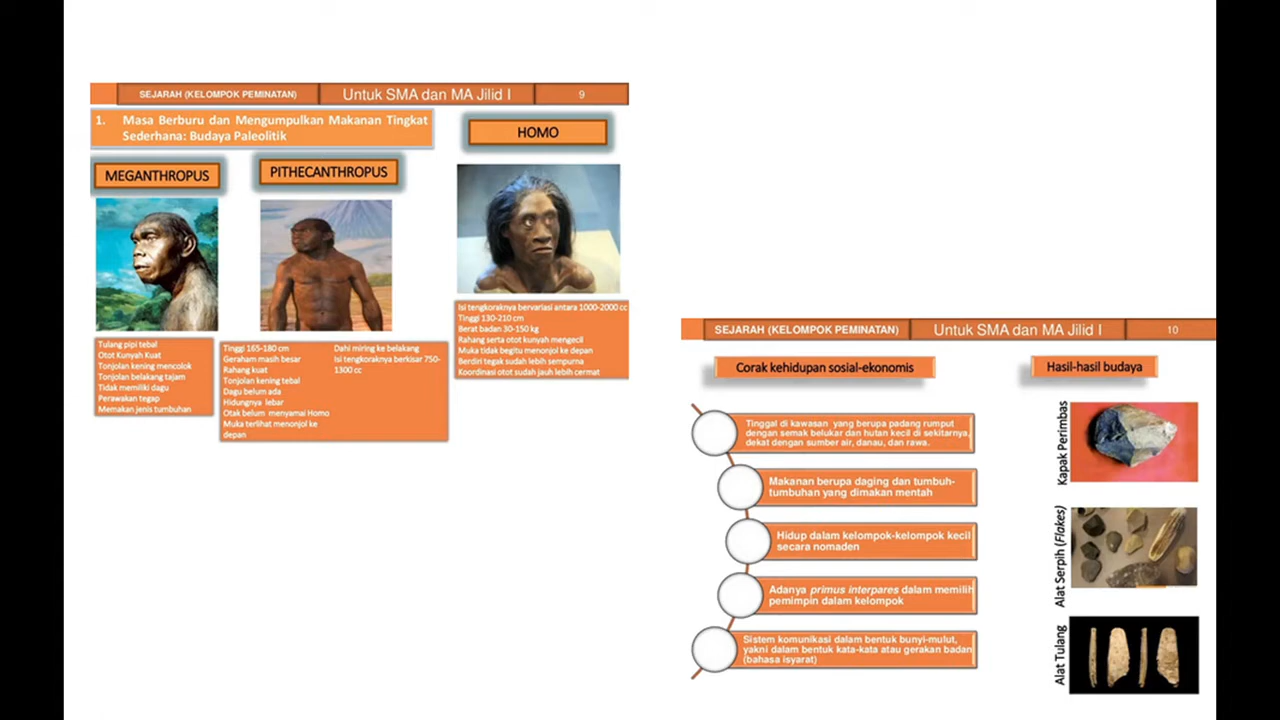 SEJARAH (KELOMPOK PEMINATAN)
Untuk SMA dan MA Jilid I
9
1. Masa Berburu dan Mengumpulkan Makanan Tingkat
Sederhana: Budaya Paleolitik
HOMO
MEGANTHROPUS
PITHECANTHROPUS
Tulang pipi tebal
Otot Kunyah Kuat
Tonjolan kening mencolok
Tonjolan belakang tajam
Tidak memiliki dagu
Perawakan tegap
Memakan jenis tumbuhan
Tinggi 165-180 cm
Geraham masih besar
Rahang kuat
Tonjolan kening tebal
Dagu belum ada
Hidungnya lebar
Otak belum menyamai Homo
Muka terlihat menonjol ke
depan
Dahi miring ke belakang
Isi tengkoraknya berkisar 750-
1300 cc
Isi tengkoraknya bervariasi antara 1000-2000 cc
Tinggi 130-210 cm
Berat badan 30-150 kg
Rahang serta otot kunyah mengecil
Muka tidak begitu menonjol ke depan
Berdiri tegak sudah lebih sempurna
Koordinasi otot sudah jauh lebih cermat
SEJARAH (KELOMPOK PEMINATAN)
Untuk SMA dan MA Jilid I
10
Corak kehidupan sosial-ekonomis
Tinggal di kawasan yang berupa padang rumput
dengan semak belukar dan hutan kecil di sekitarnya,
dekat dengan sumber air, danau, dan rawa.
Makanan berupa daging dan tumbuh-
tumbuhan yang dimakan mentah
Hidup dalam kelompok-kelompok kecil
secara nomaden
Adanya primus interpares dalam memilih
pemimpin dalam kelompok
Sistem komunikasi dalam bentuk bunyi-mulut,
yakni dalam bentuk kata-kata atau gerakan badan
(bahasa isyarat)
Hasil-hasil budaya
Kapak Perimbas
Alat Serpih (Flakes)
Alat Tulang